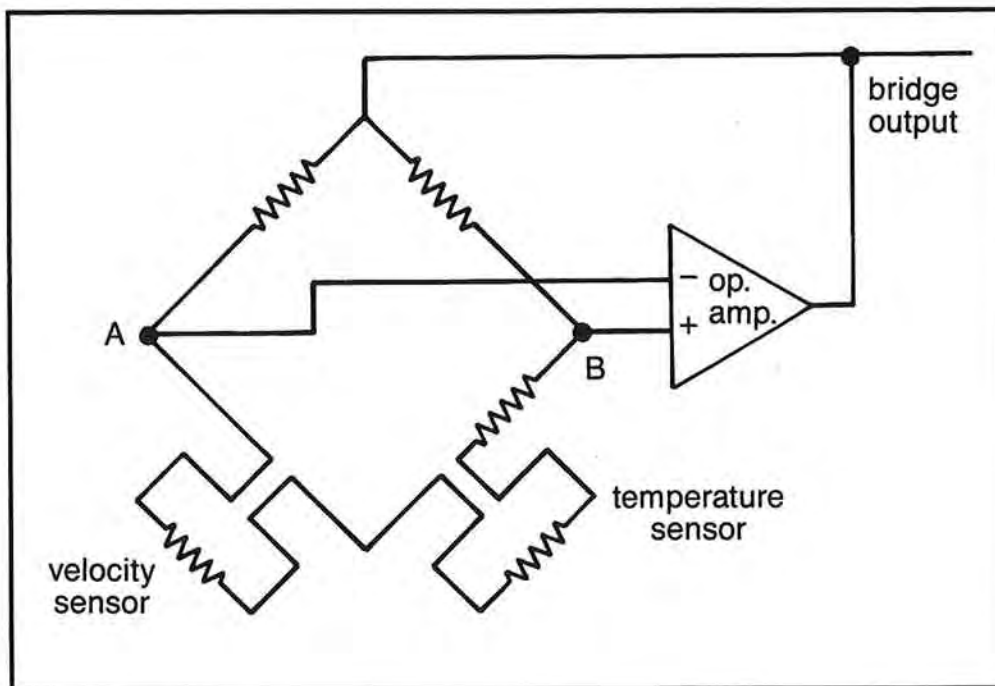 bridge
output
− op.
+ amp.
A
B
temperature
sensor
velocity
sensor